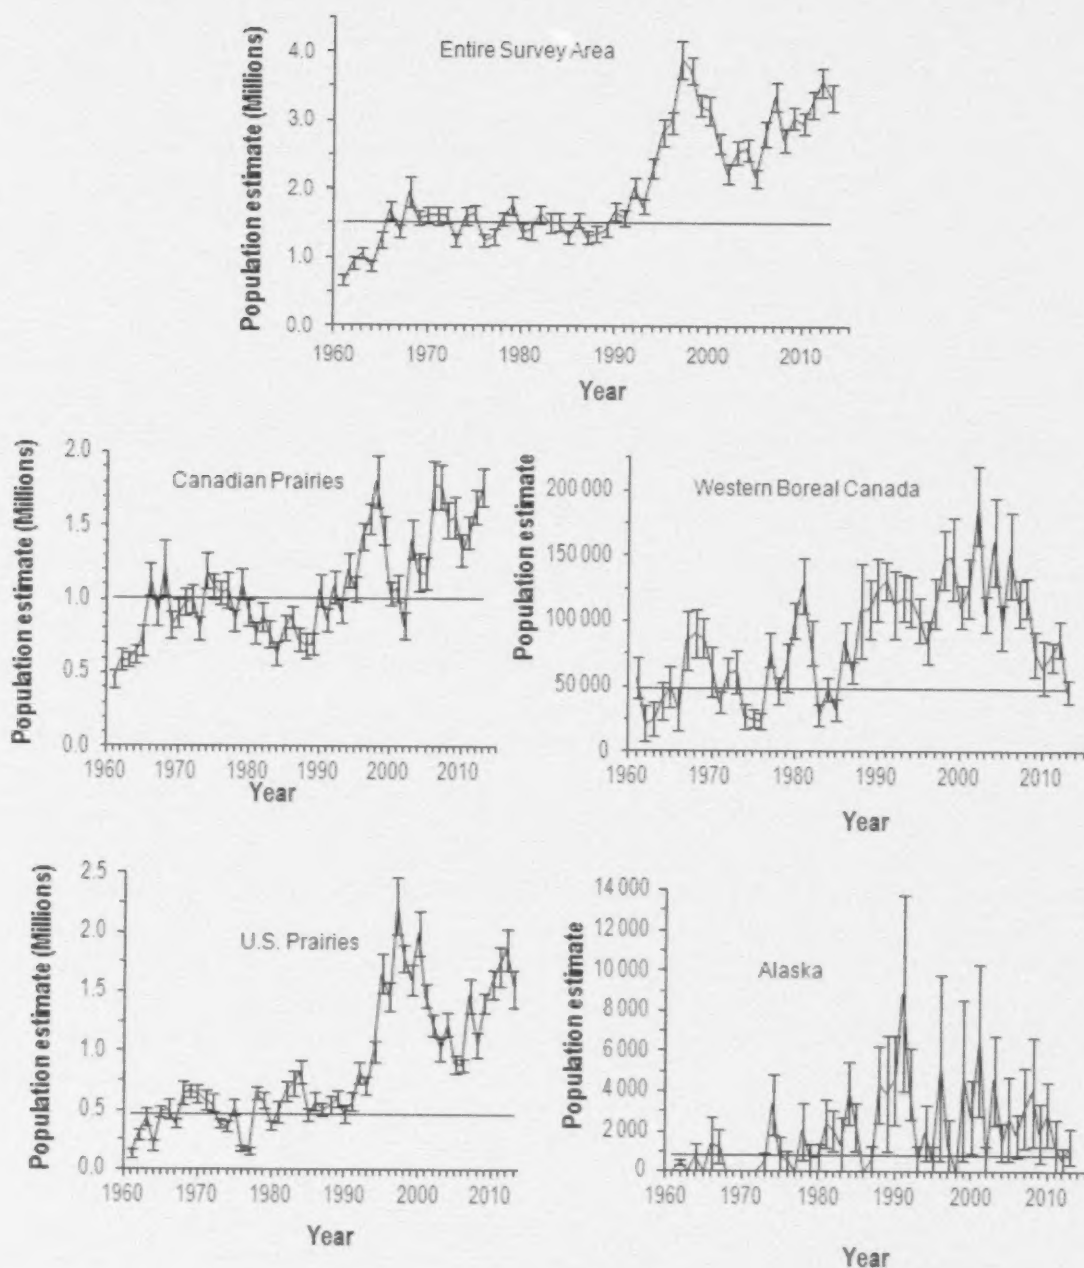 Entire Survey Area
Population estimate (Millions)
4.0
3.0
2.0
1.0
0.0
1960 1970 1980 1990 2000 2010
Year
Canadian Prairies
Population estimate (Millions)
2.0
1.5
1.0
0.5
0.0
1960 1970 1980 1990 2000 2010
Year
Western Boreal Canada
Population estimate
200 000
150 000
100 000
50 000
0
1960 1970 1980 1990 2000 2010
Year
U.S. Prairies
Population estimate (Millions)
2.5
2.0
1.5
1.0
0.5
0.0
1960 1970 1980 1990 2000 2010
Year
Alaska
Population estimate
14 000
12 000
10 000
8 000
6 000
4 000
2 000
0
1960 1970 1980 1990 2000 2010
Year